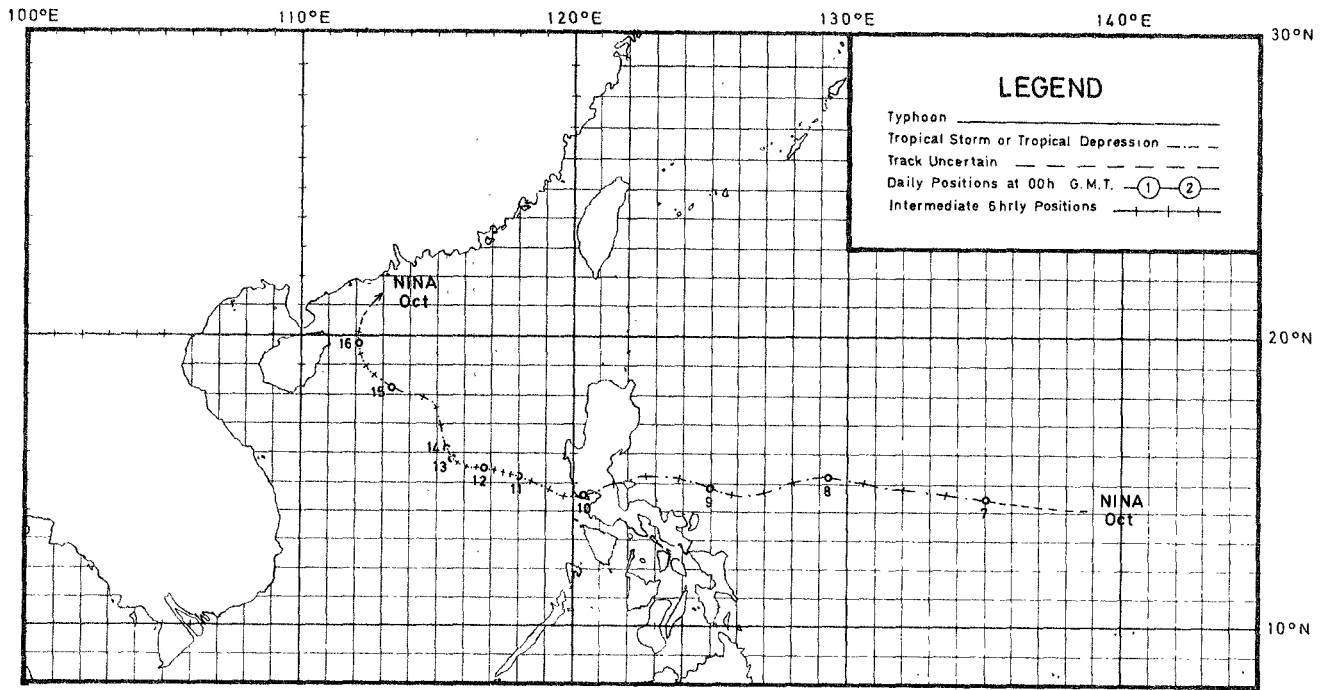 100°E 110°E 120°E 130°E 140°E
30°N
LEGEND
Typhoon
Tropical Storm or Tropical Depression
Track Uncertain
Daily Positions at 00h G.M.T. 1 2
Intermediate 6hrly Positions
NINA
Oct
20°N
16
15
14
13
12
11
10
9
8
7
NINA
Oct
10°N